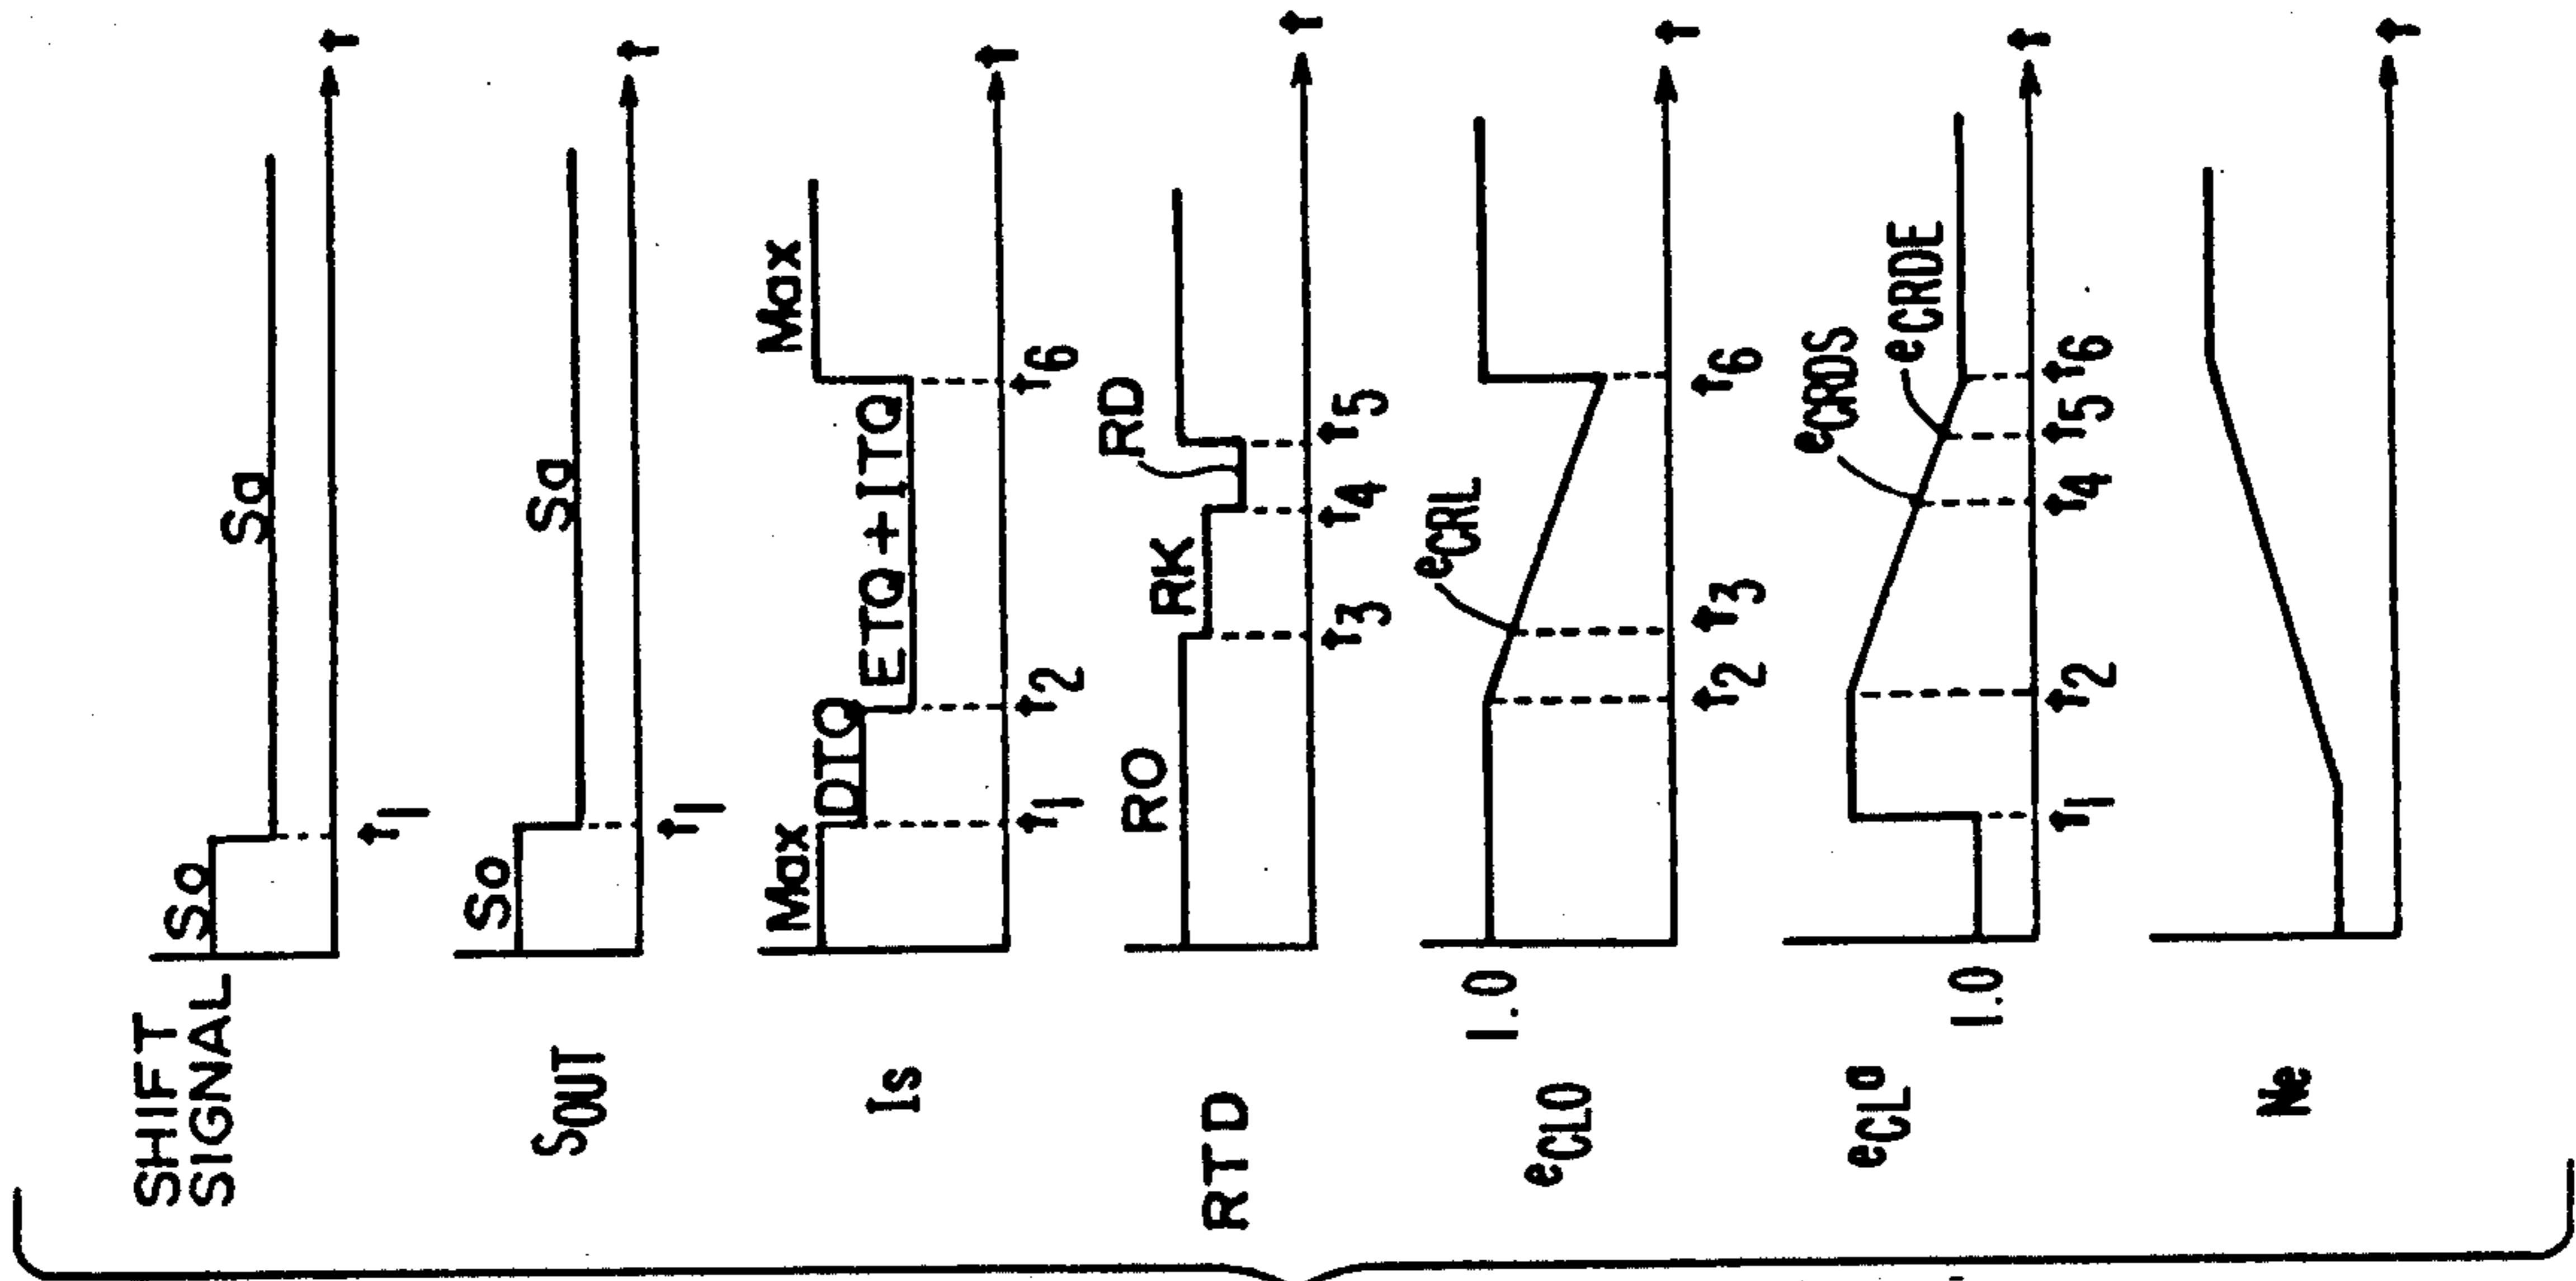 SHIFT
SIGNAL
So
Sa
t1
t
SOUT
So
Sa
t1
t
Is
Max
DTQ
ETQ+ITQ
Max
t1
t2
t6
t
RTD
RO
RK
RD
t3
t4
t5
t
eCLO
1.0
eCRL
t2
t3
t6
t
eCLa
1.0
eCRDS
eCRDE
t1
t2
t4
t5
t6
t
Ne
t